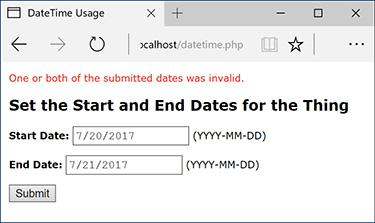 DateTime Usage
ocalhost/datetime.php
One or both of the submitted dates was invalid.
Set the Start and End Dates for the Thing
Start Date: 7/20/2017 (YYYY-MM-DD)
End Date: 7/21/2017 (YYYY-MM-DD)
Submit